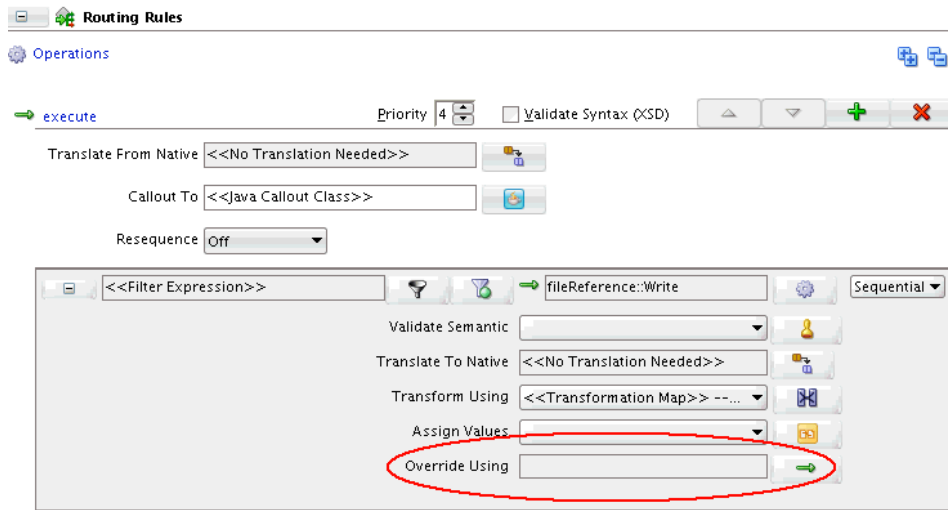 Routing Rules
Operations
execute Priority 4 Validate Syntax (XSD)
Translate From Native <<No Translation Needed>>
Callout To <<Java Callout Class>>
Resequence Off
<<Filter Expression>> fileReference::Write Sequential
Validate Semantic
Translate To Native <<No Translation Needed>>
Transform Using <<Transformation Map>> --...
Assign Values
Override Using